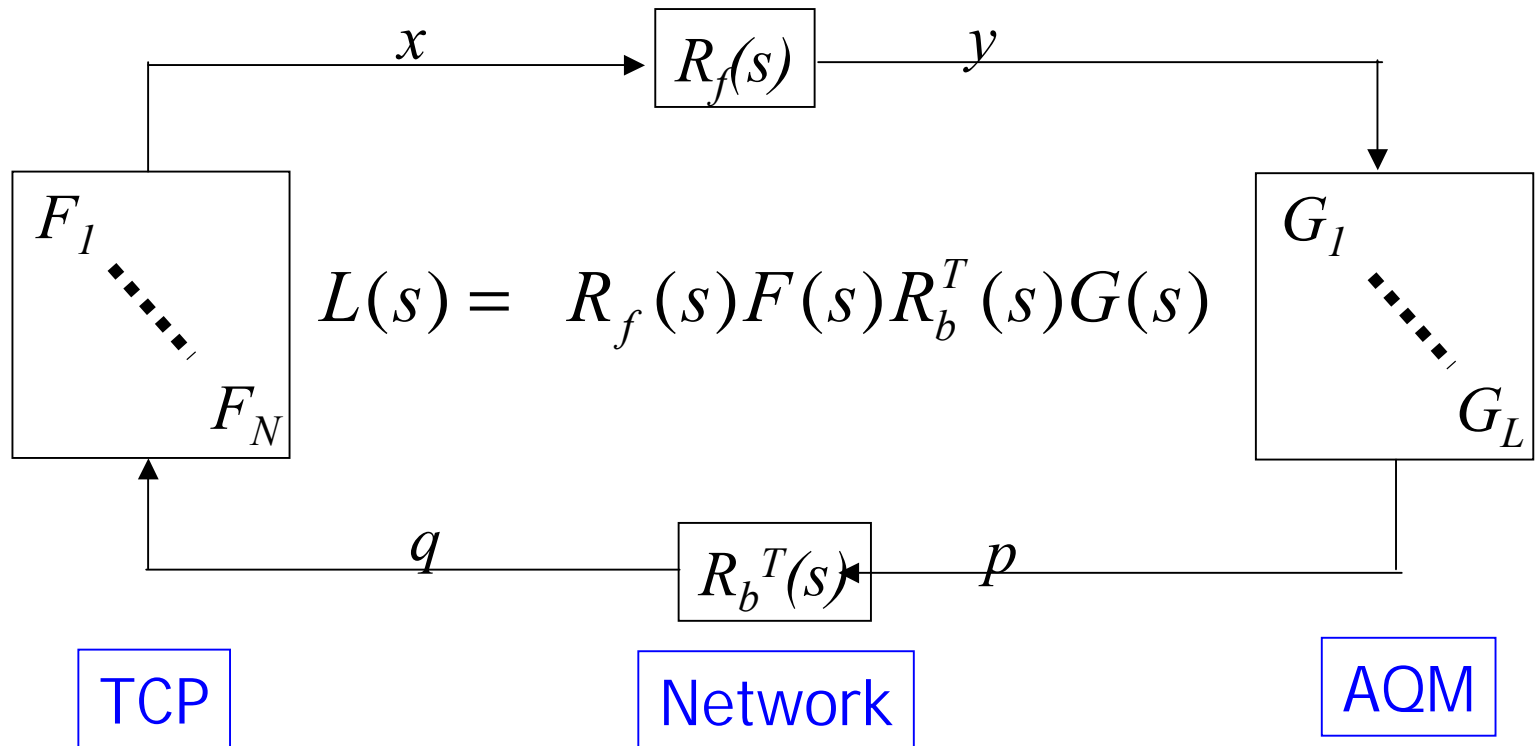 x
R_f(s)
y
F_1
F_N
L(s) = R_f(s)F(s)R_b^T(s)G(s)
G_1
G_L
q
R_b^T(s)
p
TCP
Network
AQM